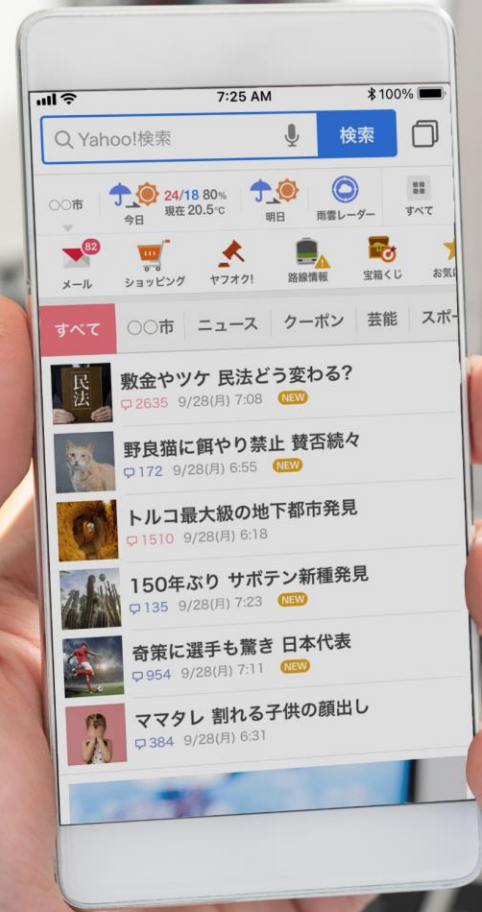 7:25 AM 100%
Yahoo!検索 検索
○○市 今日 24/18 80% 現在 20.5℃ 明日 雨雲レーダー すべて
82
メール ショッピング ヤフオク! 路線情報 宝箱くじ お気に
すべて ○○市 ニュース クーポン 芸能 スポー
民法
敷金やツケ 民法どう変わる?
2635 9/28(月) 7:08 NEW
野良猫に餌やり禁止 賛否続々
172 9/28(月) 6:55 NEW
トルコ最大級の地下都市発見
1510 9/28(月) 6:18
150年ぶり サボテン新種発見
135 9/28(月) 7:23 NEW
奇策に選手も驚き 日本代表
954 9/28(月) 7:11 NEW
ママタレ 割れる子供の顔出し
384 9/28(月) 6:31